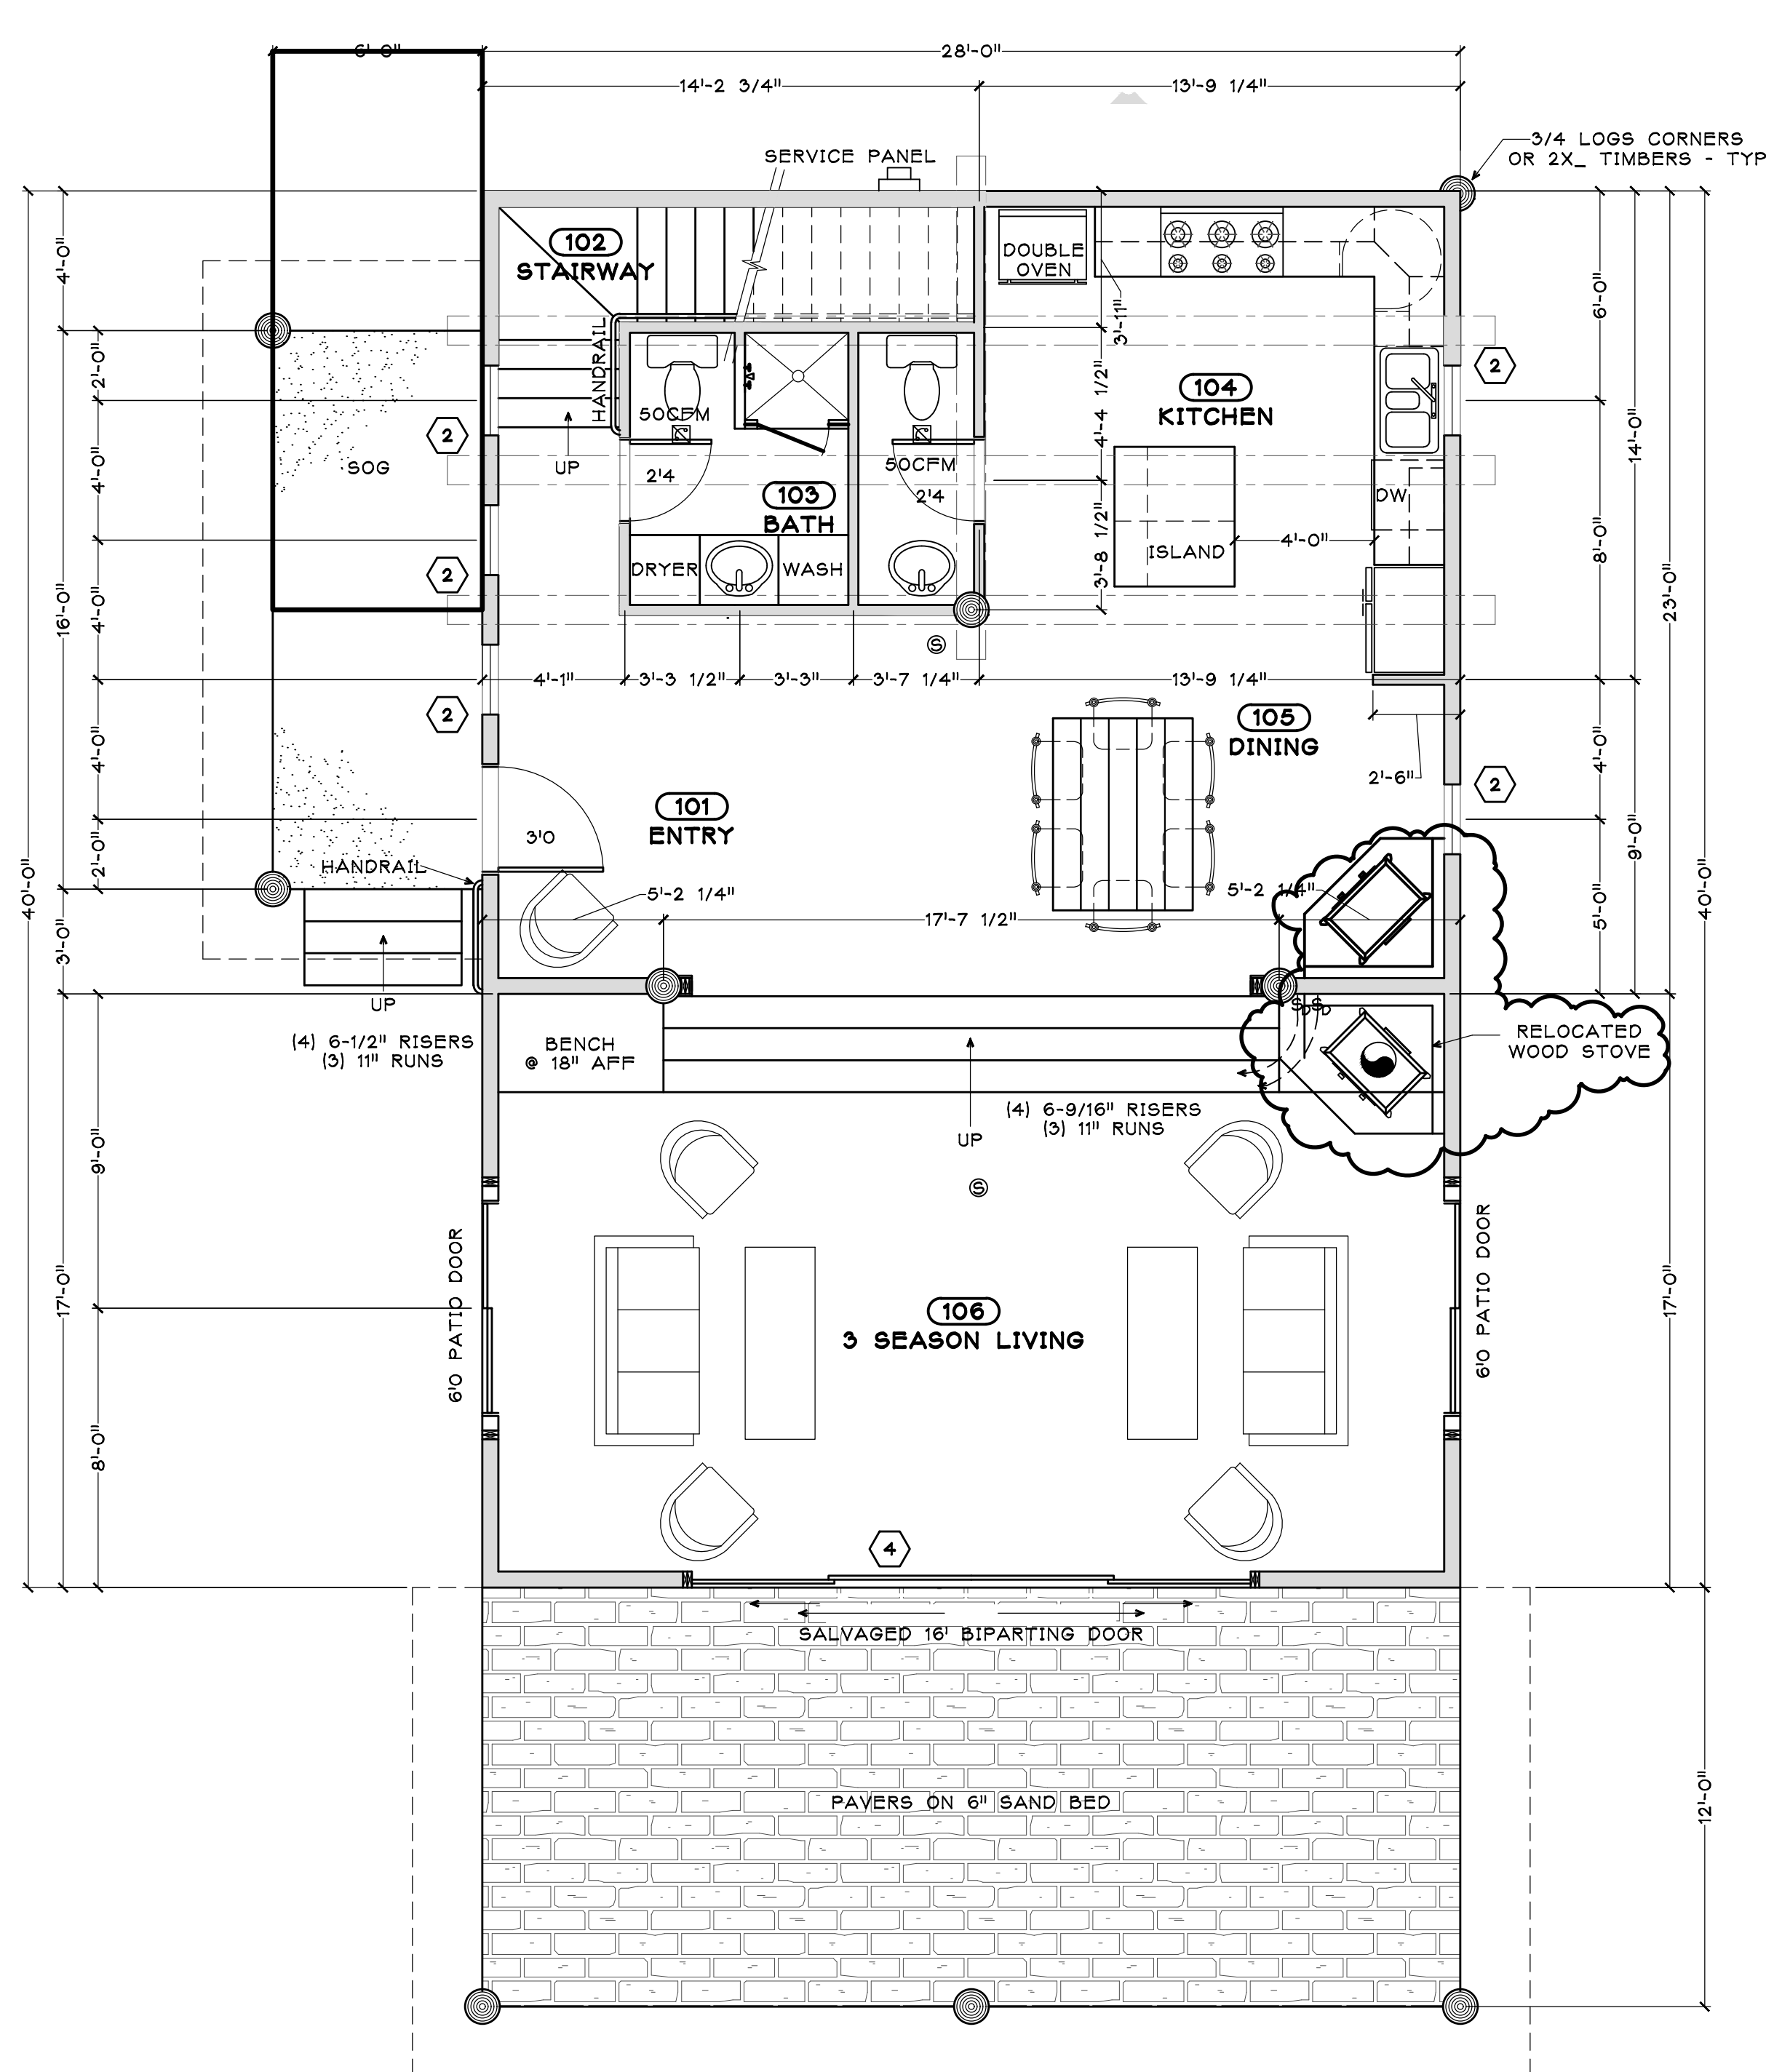 6'-0"
28'-0"
14'-2 3/4"
13'-9 1/4"
3/4 LOGS CORNERS
OR 2X_ TIMBERS - TYP
SERVICE PANEL
102
STAIRWAY
DOUBLE
OVEN
4'-0"
6'-0"
3'-11"
HANDRAIL
2'-0"
2
104
KITCHEN
4'-4 1/2"
50CFM
14'-0"
2
SOG
UP
2'4
50CFM
2'4
4'-0"
103
BATH
DW
ISLAND
4'-0"
3'-8 1/2"
8'-0"
2
DRYER
WASH
4'-0"
16'-0"
23'-0"
S
4'-1"
3'-3 1/2"
3'-3"
3'-7 1/4"
13'-9 1/4"
2
105
DINING
4'-0"
4'-0"
2'-6"
2
101
ENTRY
3'0
9'-0"
2'-0"
HANDRAIL
5'-2 1/4"
5'-2 1/4"
40'-0"
40'-0"
17'-7 1/2"
5'-0"
3'-0"
UP
SD SD
(4) 6-1/2" RISERS
(3) 11" RUNS
BENCH
@ 18" AFF
RELOCATED
WOOD STOVE
(4) 6-9/16" RISERS
(3) 11" RUNS
UP
9'-0"
S
6'0 PATIO DOOR
6'0 PATIO DOOR
17'-0"
17'-0"
106
3 SEASON LIVING
8'-0"
4
SALVAGED 16' BIPARTING DOOR
PAVERS ON 6" SAND BED
12'-0"